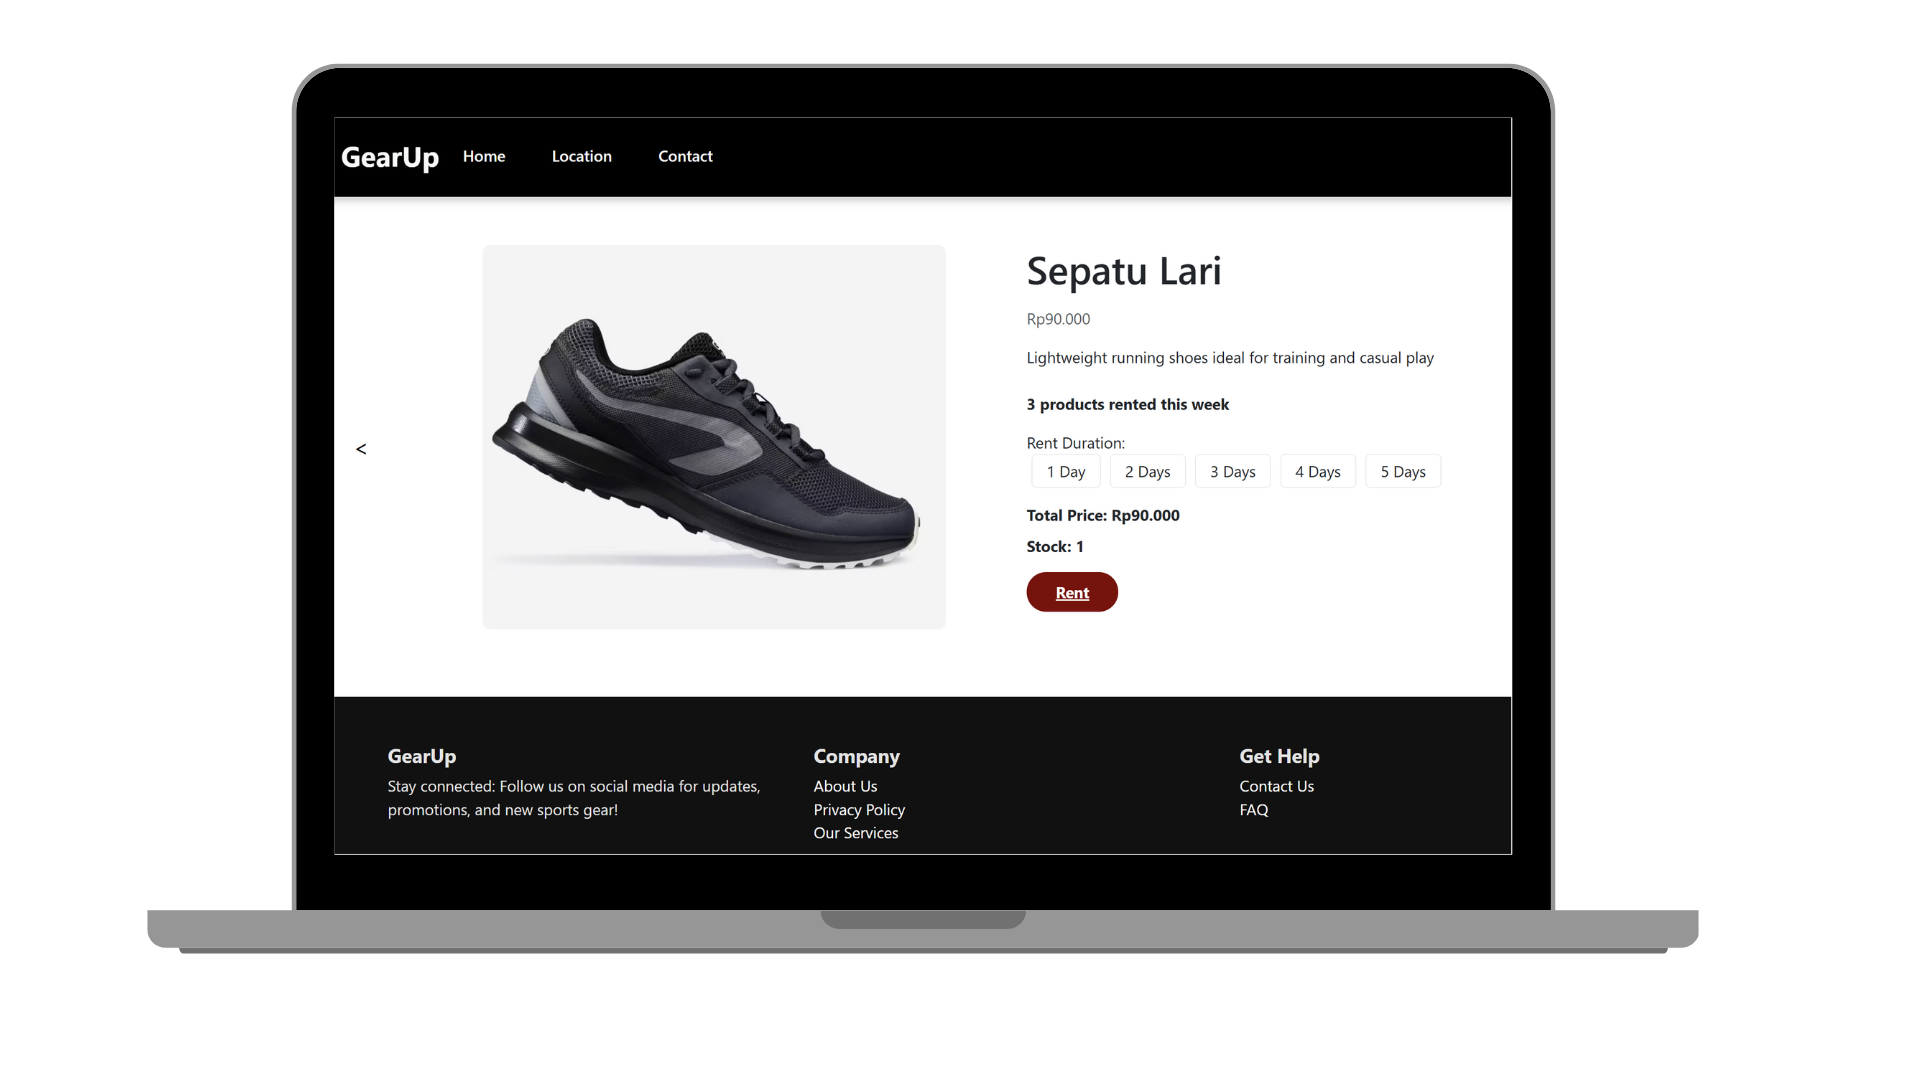 GearUp Home Location Contact
Sepatu Lari
Rp90.000
Lightweight running shoes ideal for training and casual play
3 products rented this week
Rent Duration:
1 Day 2 Days 3 Days 4 Days 5 Days
Total Price: Rp90.000
Stock: 1
Rent
<
GearUp
Stay connected: Follow us on social media for updates,
promotions, and new sports gear!
Company
About Us
Privacy Policy
Our Services
Get Help
Contact Us
FAQ